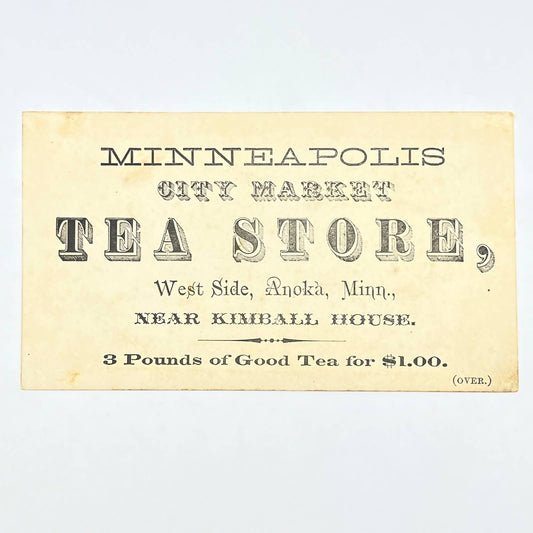 MINNEAPOLIS
CITY MARKET
TEA STORE,
West Side, Anoka, Minn.,
NEAR KIMBALL HOUSE.
3 Pounds of Good Tea for $1.00.
(OVER.)